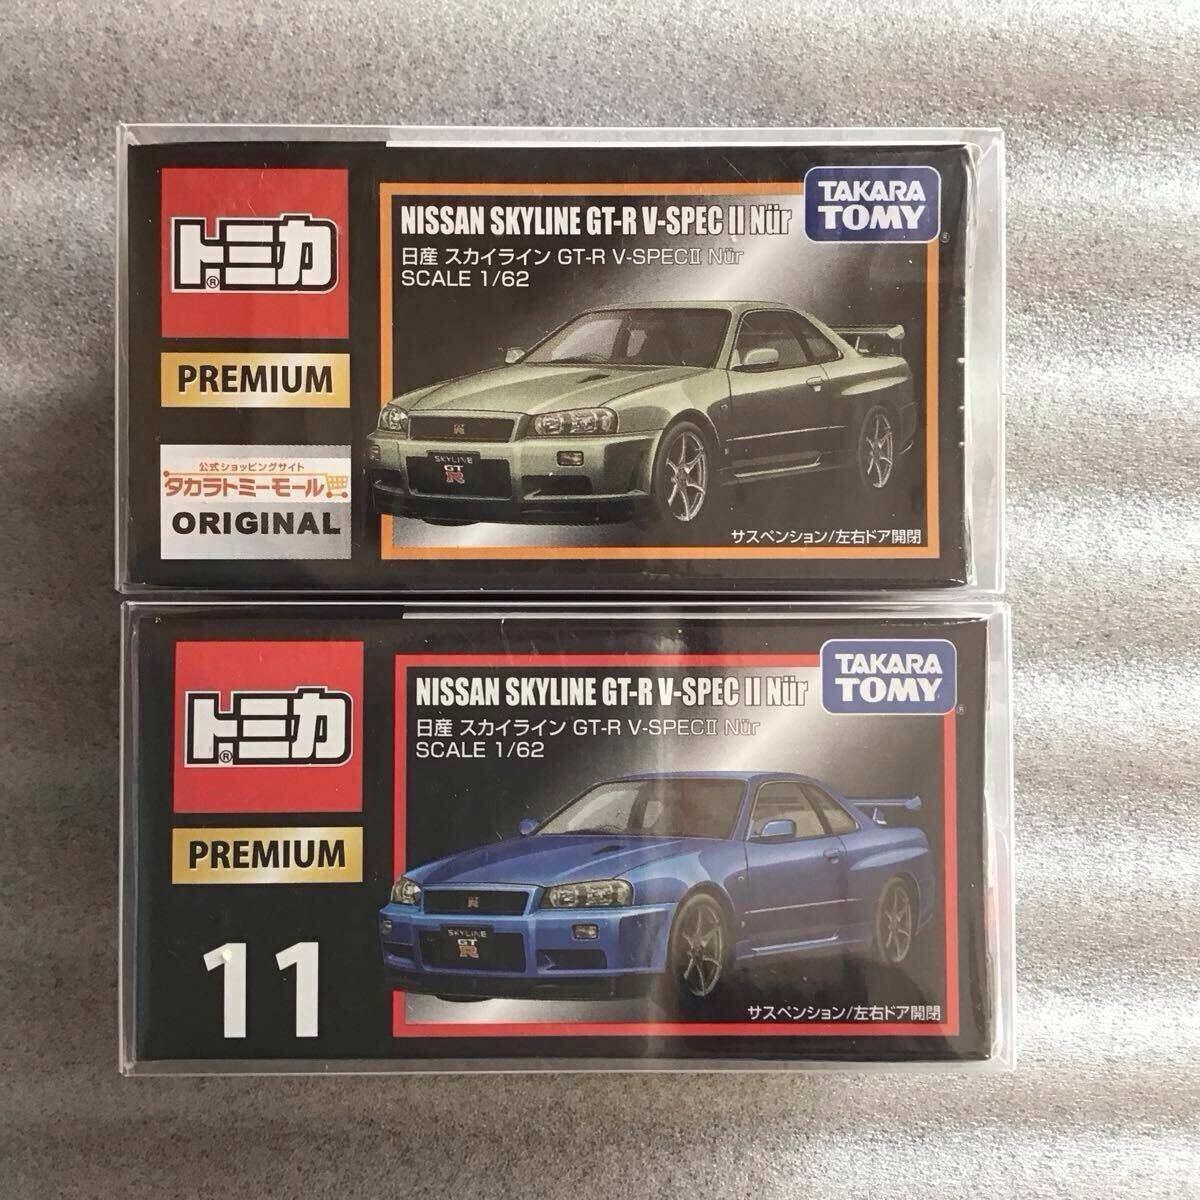 トミカ
®
PREMIUM
公式ショッピングサイト
タカラトミーモール
ORIGINAL
NISSAN SKYLINE GT-R V-SPEC II Nür
日産 スカイライン GT-R V-SPECⅡ Nür
SCALE 1/62
TAKARA
TOMY
®
SKYLINE
GT
R
サスペンション/左右ドア開閉
トミカ
®
PREMIUM
11
NISSAN SKYLINE GT-R V-SPEC II Nür
日産 スカイライン GT-R V-SPECⅡ Nür
SCALE 1/62
TAKARA
TOMY
®
SKYLINE
GT
R
サスペンション/左右ドア開閉